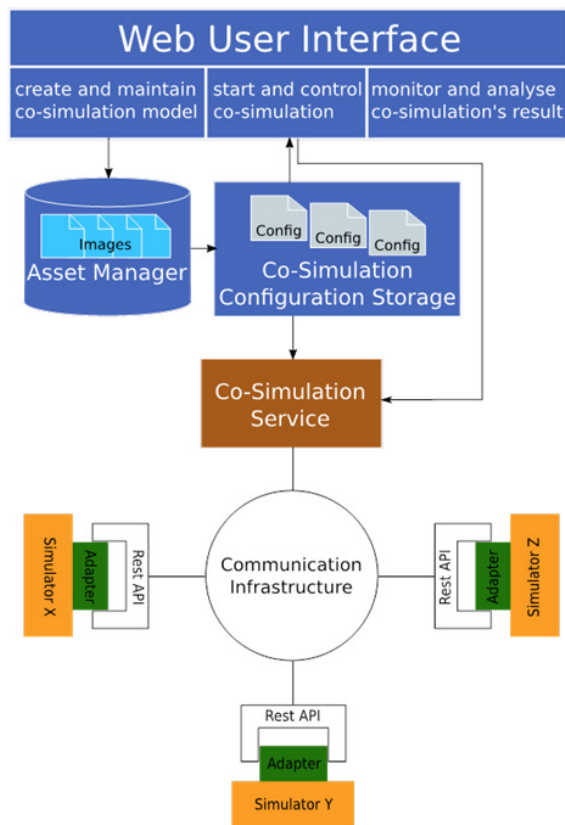 Web User Interface
create and maintain
co-simulation model
start and control
co-simulation
monitor and analyse
co-simulation's result
Images
Asset Manager
Config
Config
Config
Co-Simulation
Configuration Storage
Co-Simulation
Service
Communication
Infrastructure
Simulator X
Adapter
Rest API
Rest API
Adapter
Simulator Z
Rest API
Adapter
Simulator Y